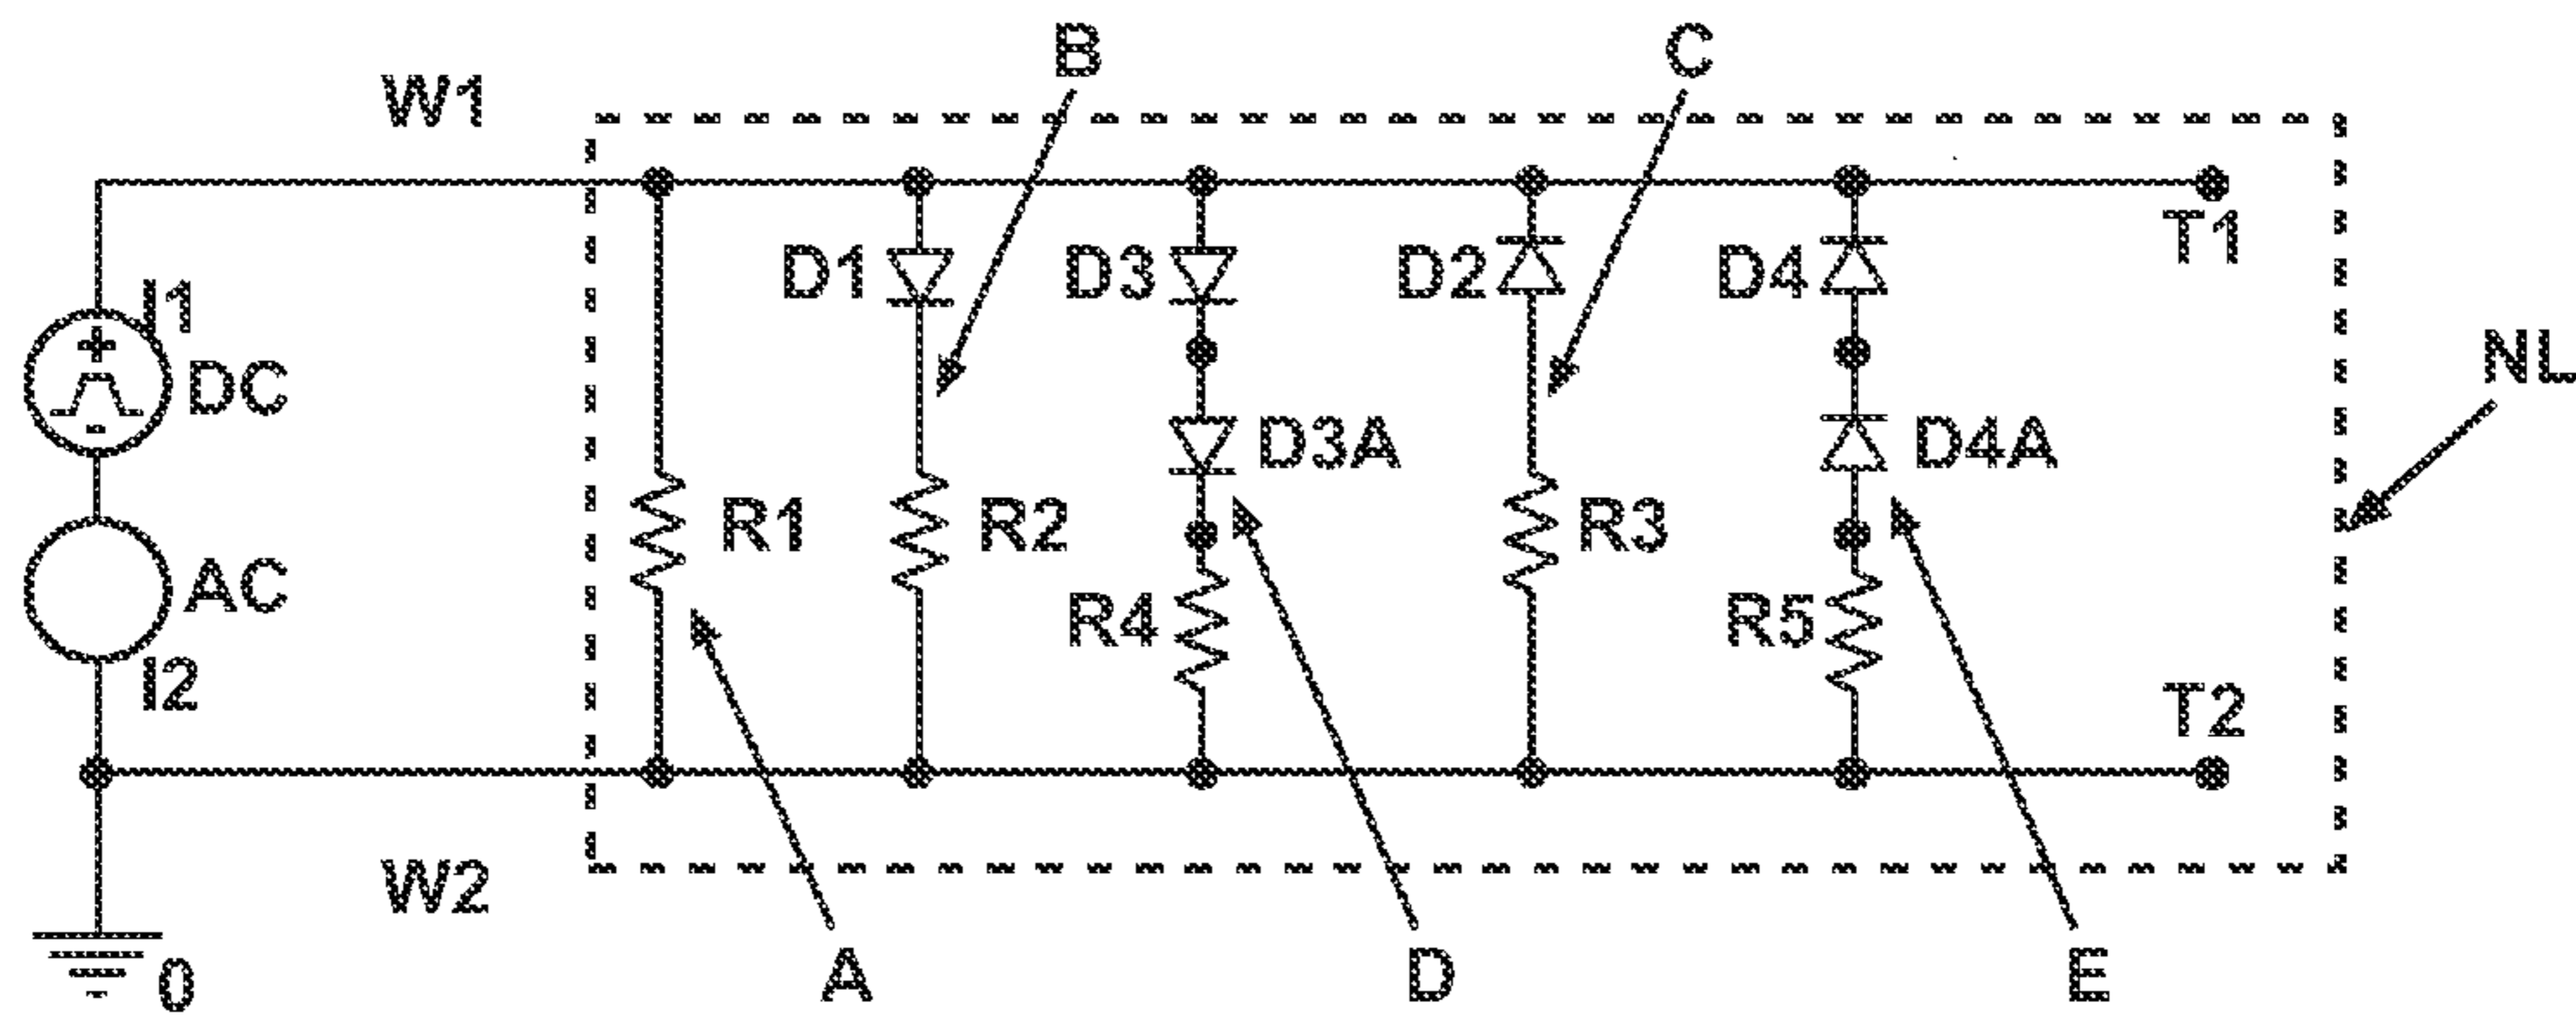 B
C
W1
T1
D1
D3
D2
D4
I1
+
DC
-
NL
D3A
D4A
R1
R2
R3
AC
R4
R5
I2
T2
W2
0
A
D
E